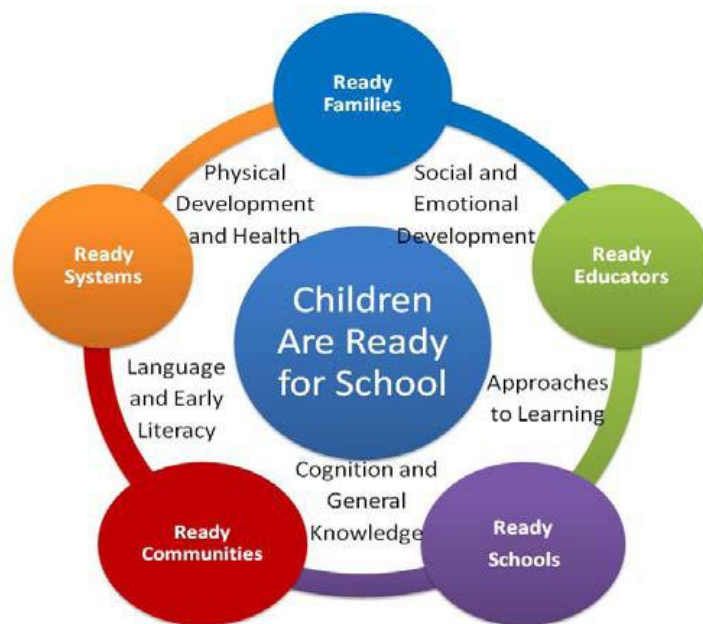 Ready
Families
Physical
Development
and Health
Social and
Emotional
Development
Ready
Systems
Ready
Educators
Children
Are Ready
for School
Language
and Early
Literacy
Approaches
to Learning
Cognition and
General
Knowledge
Ready
Communities
Ready
Schools